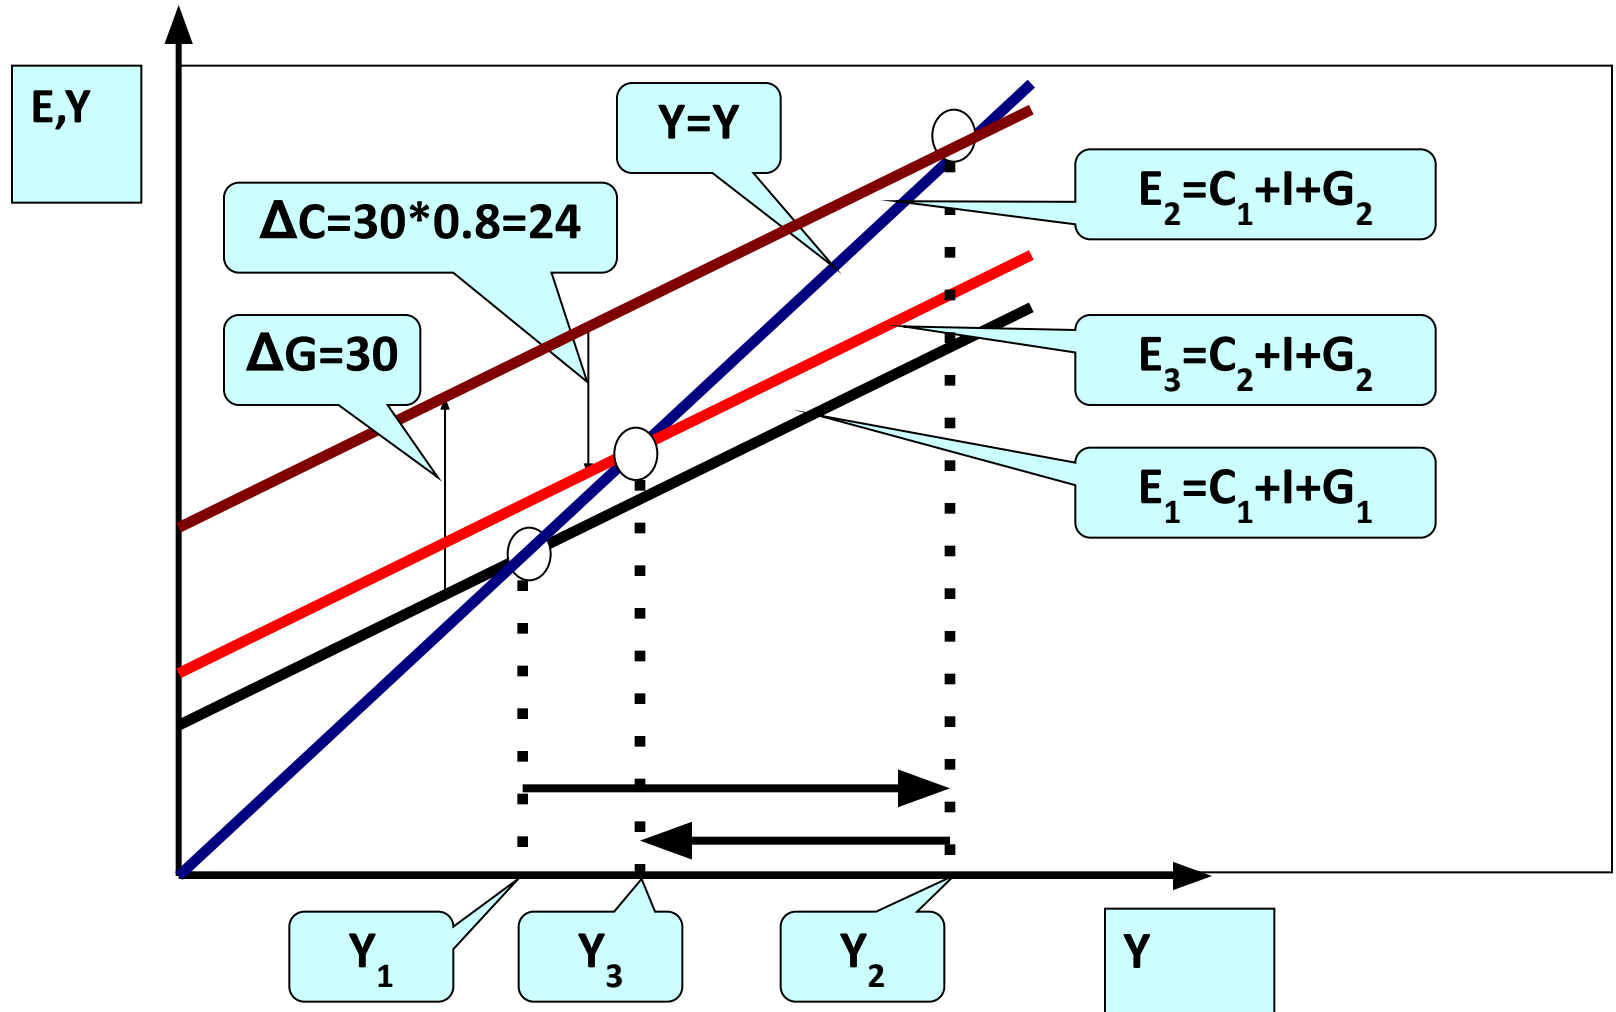 E,Y
Y=Y
E₂=C₁+I+G₂
ΔC=30*0.8=24
ΔG=30
E₃=C₂+I+G₂
E₁=C₁+I+G₁
Y₁
Y₃
Y₂
Y